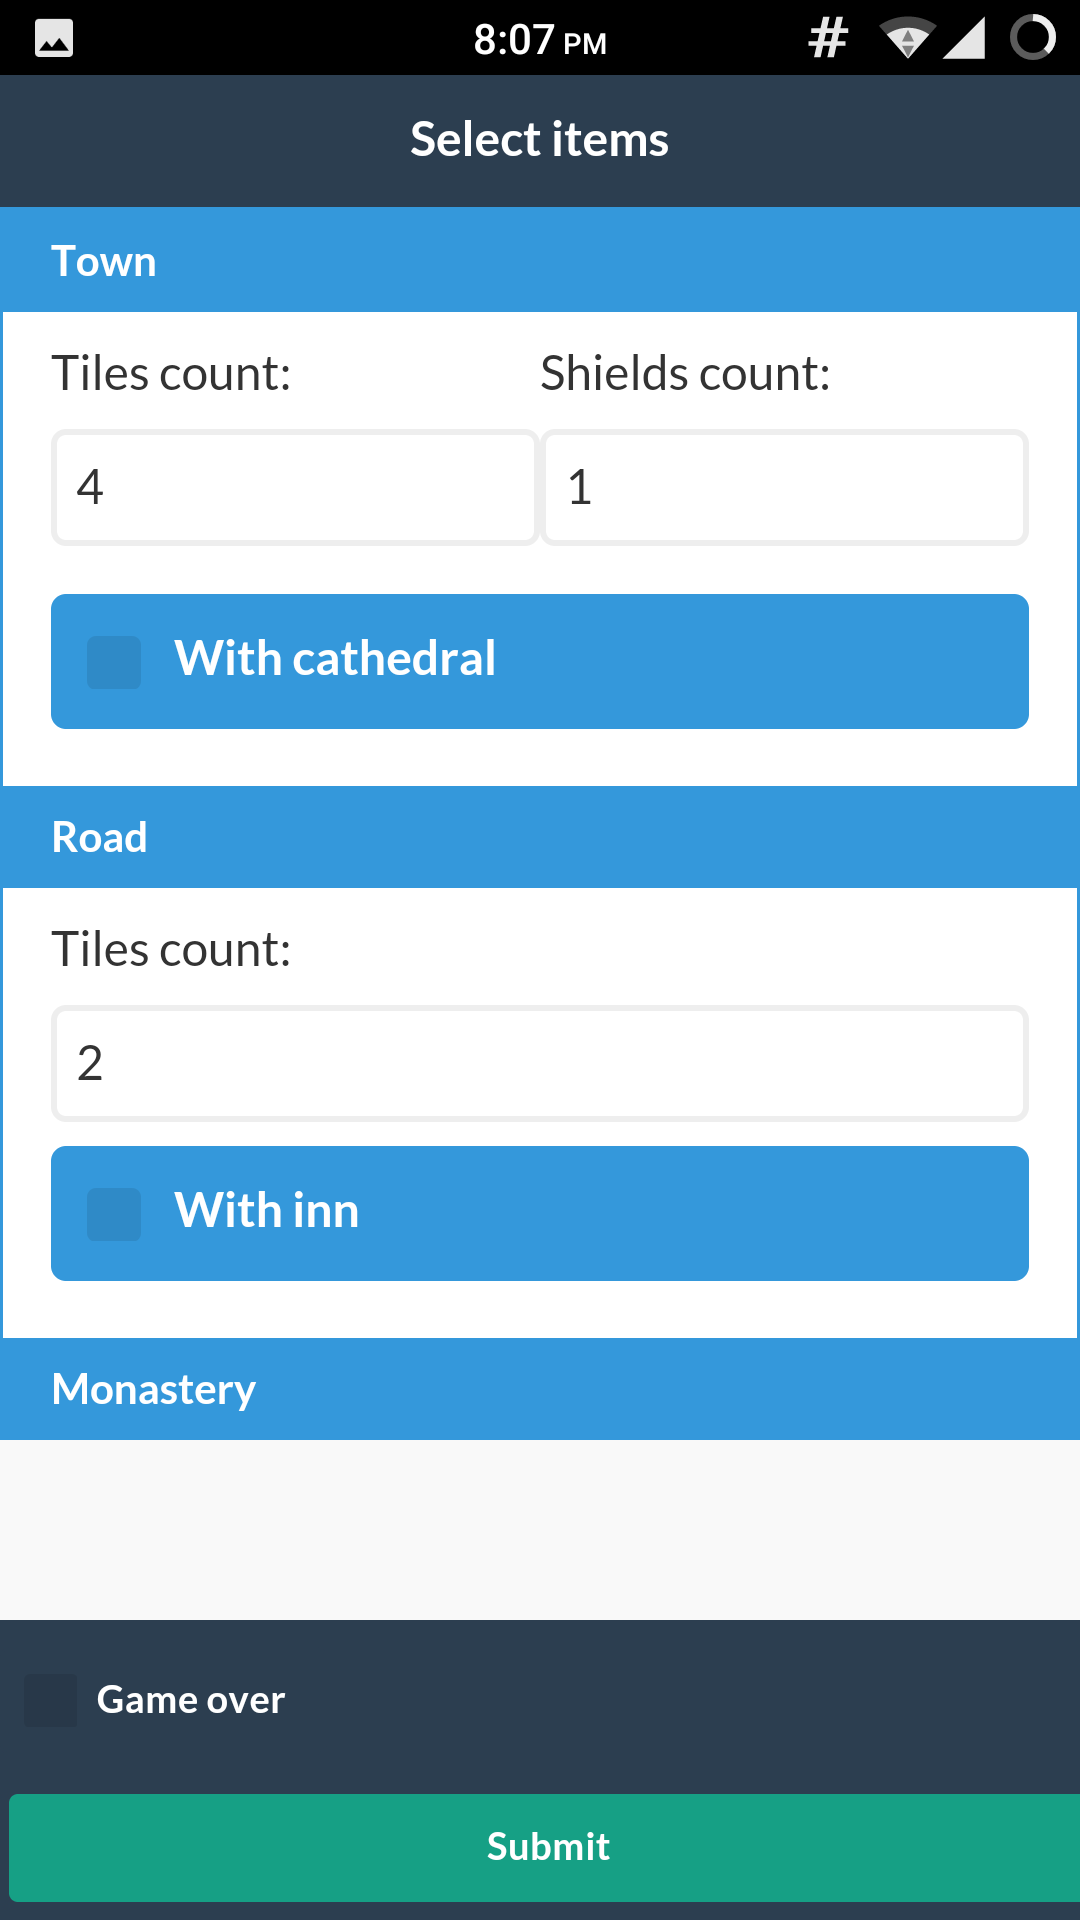 8:07 PM #
Select items
Town
Tiles count: Shields count:
4 1
With cathedral
Road
Tiles count:
2
With inn
Monastery
Game over
Submit